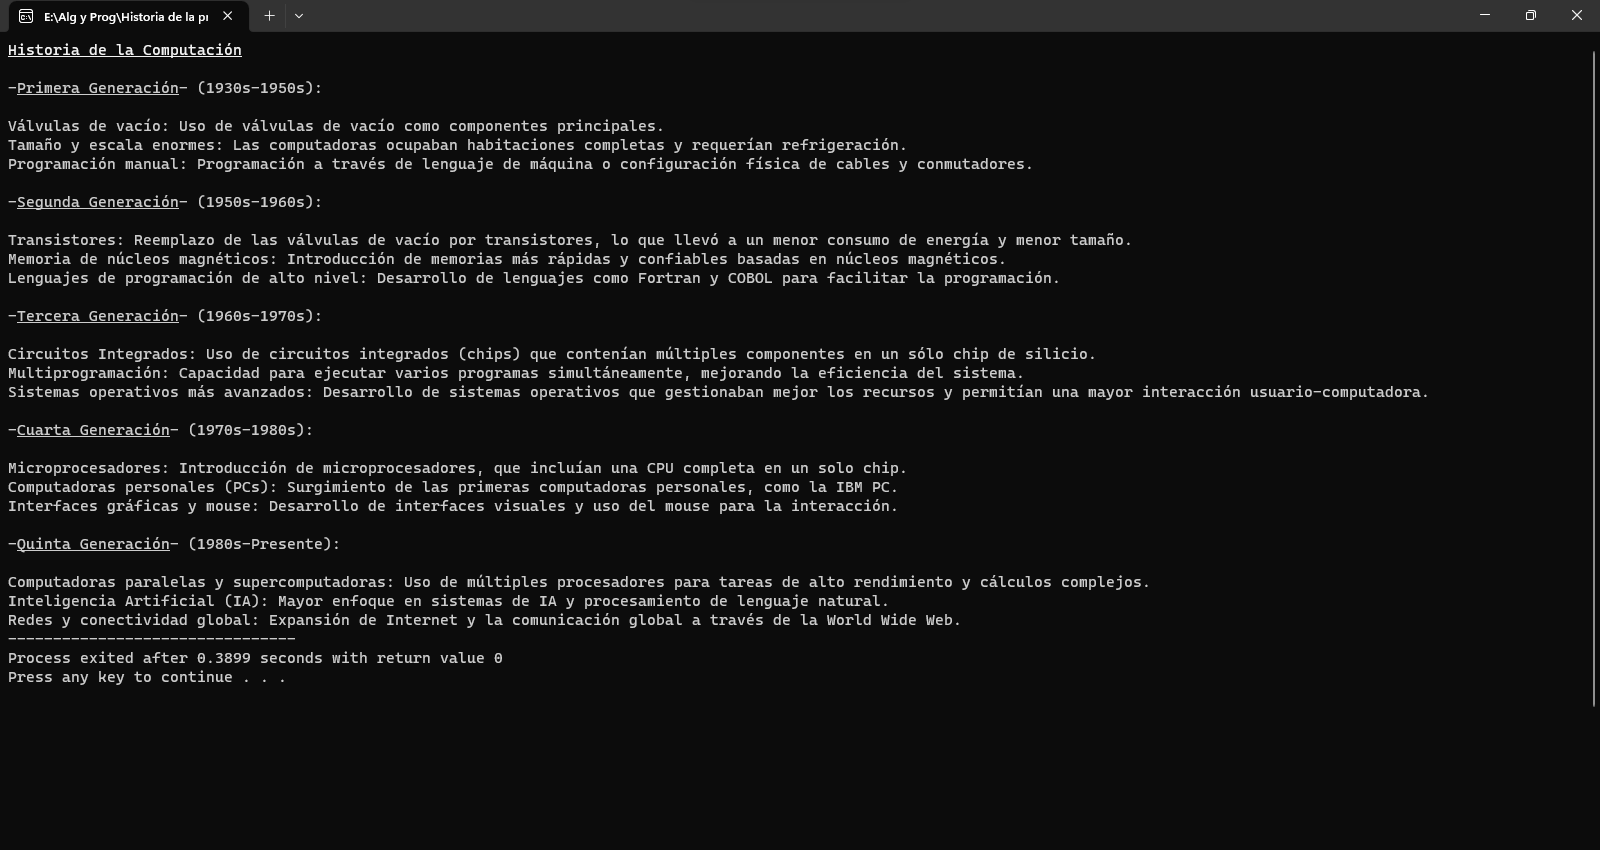 E:\Alg y Prog\Historia de la pr
Historia de la Computación
-Primera Generación- (1930s-1950s):
Válvulas de vacío: Uso de válvulas de vacío como componentes principales.
Tamaño y escala enormes: Las computadoras ocupaban habitaciones completas y requerían refrigeración.
Programación manual: Programación a través de lenguaje de máquina o configuración física de cables y conmutadores.
-Segunda Generación- (1950s-1960s):
Transistores: Reemplazo de las válvulas de vacío por transistores, lo que llevó a un menor consumo de energía y menor tamaño.
Memoria de núcleos magnéticos: Introducción de memorias más rápidas y confiables basadas en núcleos magnéticos.
Lenguajes de programación de alto nivel: Desarrollo de lenguajes como Fortran y COBOL para facilitar la programación.
-Tercera Generación- (1960s-1970s):
Circuitos Integrados: Uso de circuitos integrados (chips) que contenían múltiples componentes en un sólo chip de silicio.
Multiprogramación: Capacidad para ejecutar varios programas simultáneamente, mejorando la eficiencia del sistema.
Sistemas operativos más avanzados: Desarrollo de sistemas operativos que gestionaban mejor los recursos y permitían una mayor interacción usuario-computadora.
-Cuarta Generación- (1970s-1980s):
Microprocesadores: Introducción de microprocesadores, que incluían una CPU completa en un solo chip.
Computadoras personales (PCs): Surgimiento de las primeras computadoras personales, como la IBM PC.
Interfaces gráficas y mouse: Desarrollo de interfaces visuales y uso del mouse para la interacción.
-Quinta Generación- (1980s-Presente):
Computadoras paralelas y supercomputadoras: Uso de múltiples procesadores para tareas de alto rendimiento y cálculos complejos.
Inteligencia Artificial (IA): Mayor enfoque en sistemas de IA y procesamiento de lenguaje natural.
Redes y conectividad global: Expansión de Internet y la comunicación global a través de la World Wide Web.
--------------------------------
Process exited after 0.3899 seconds with return value 0
Press any key to continue . . .